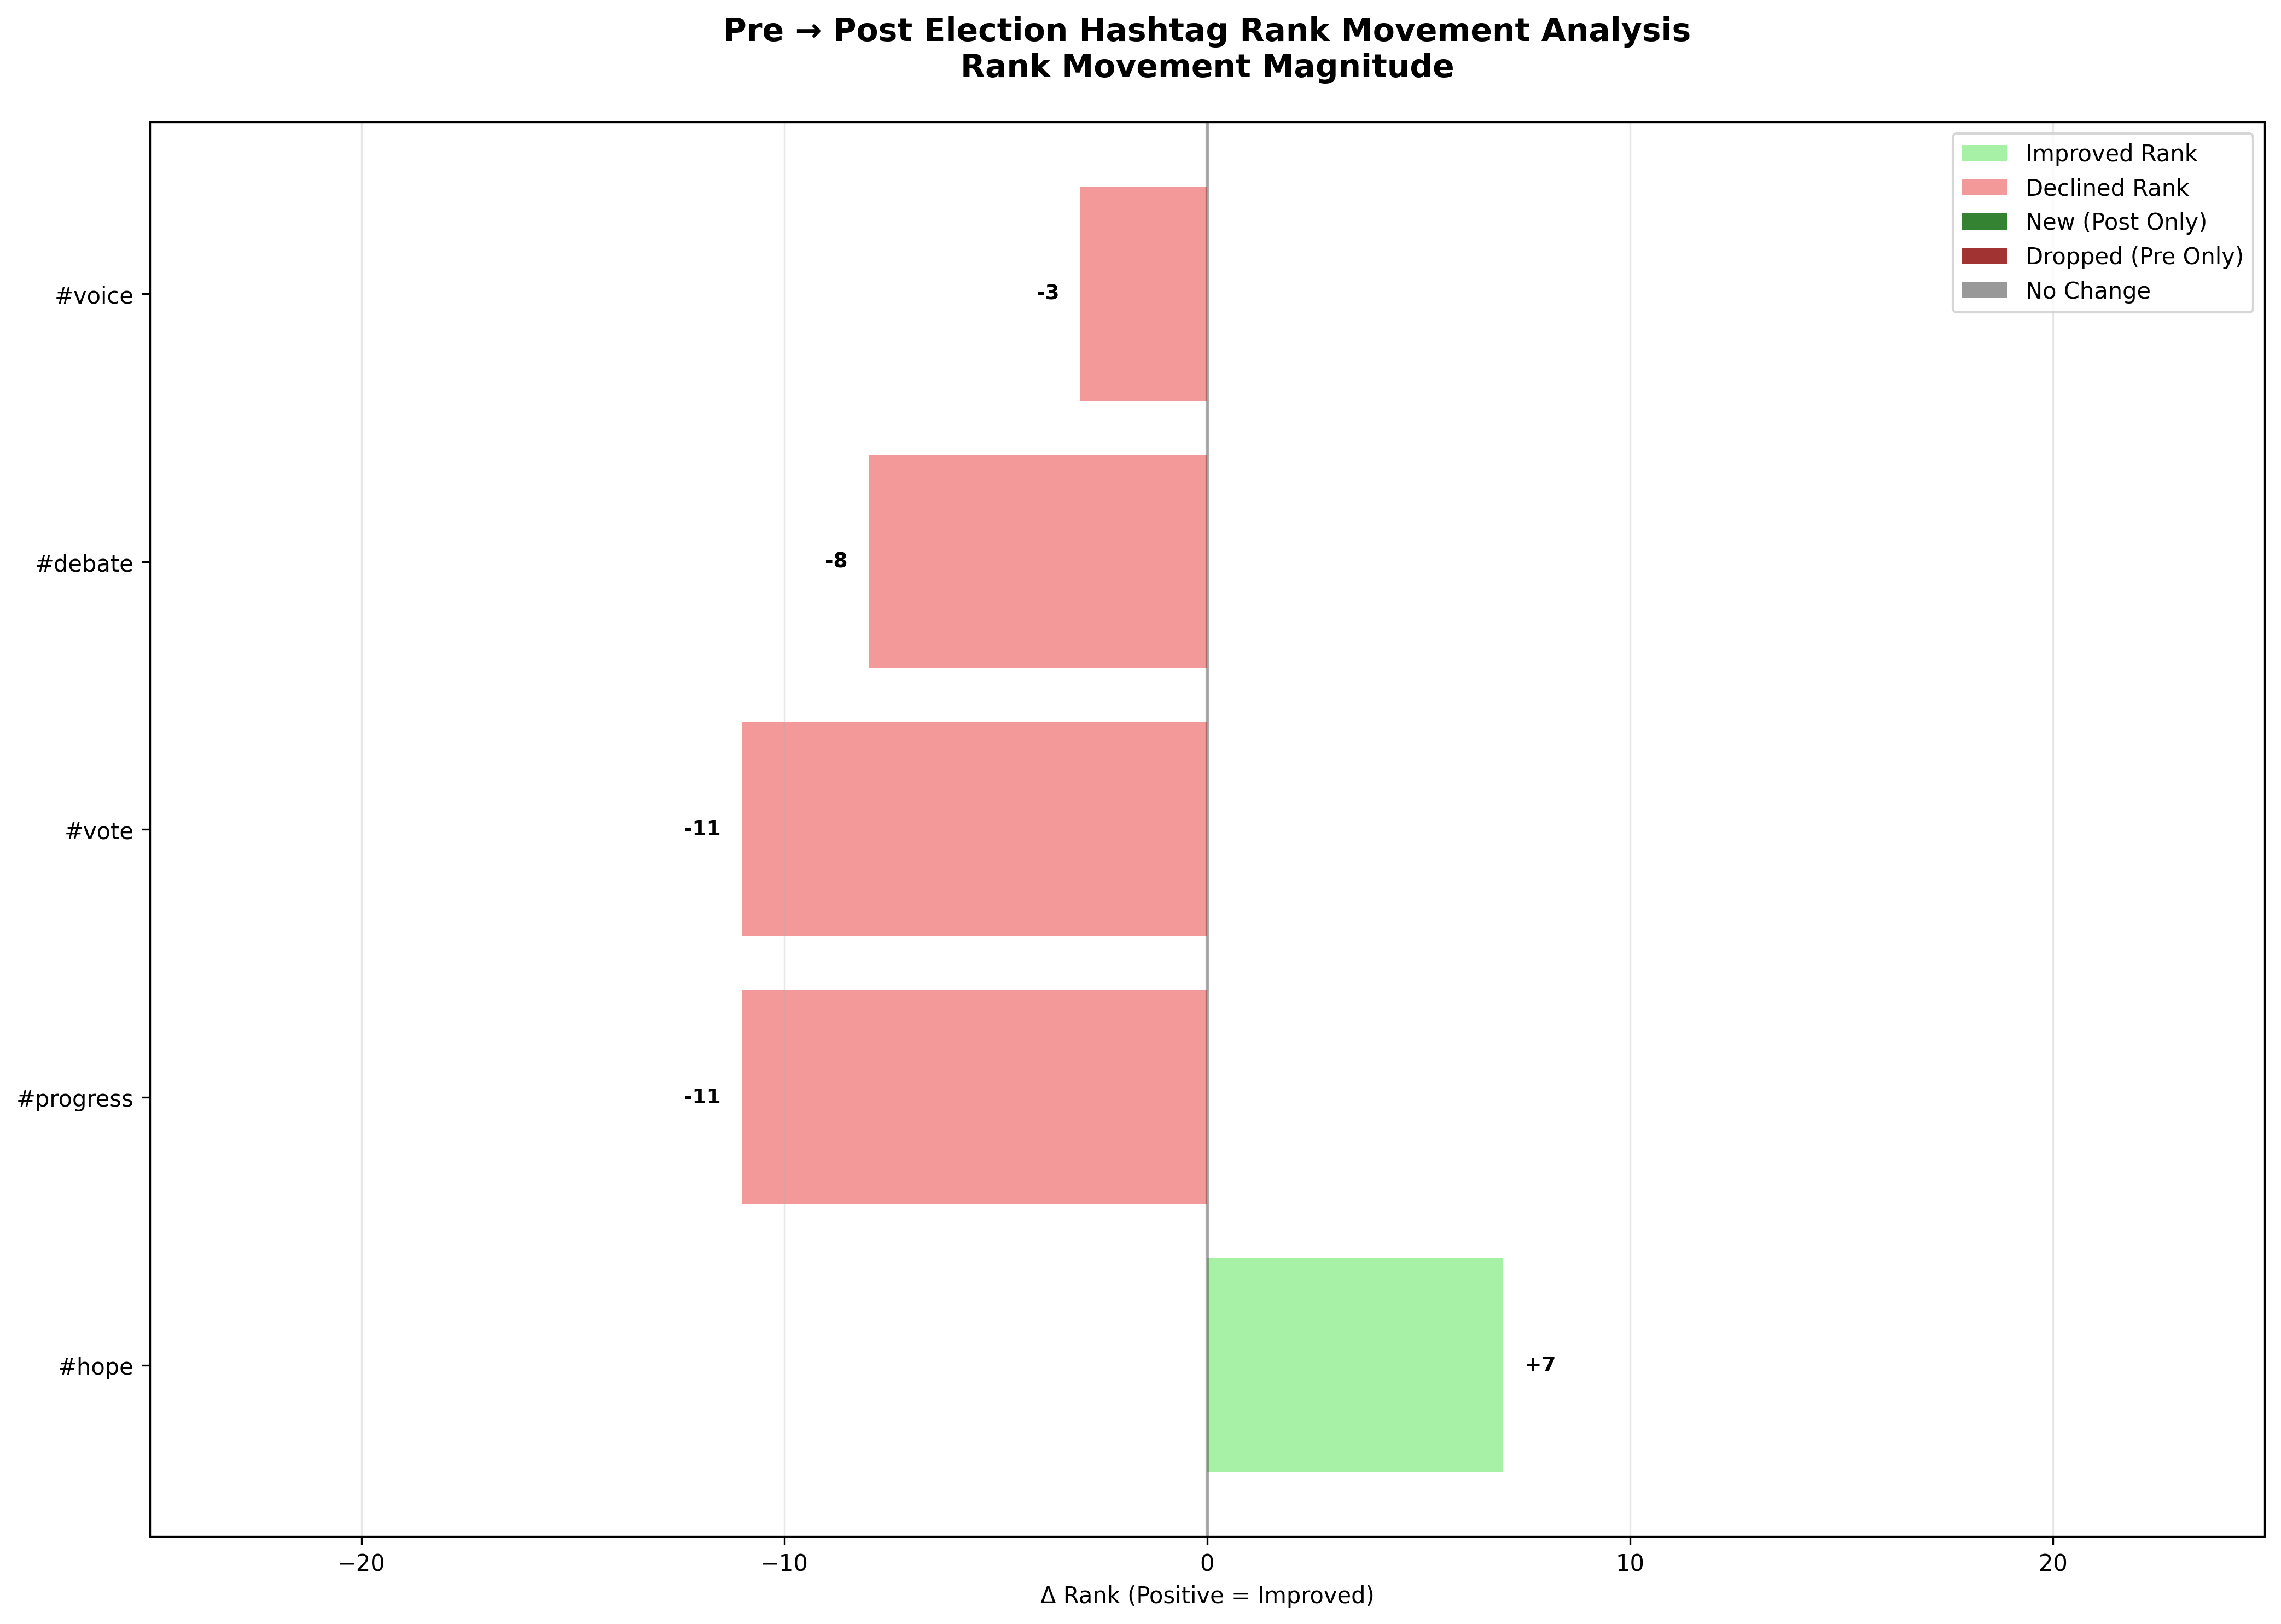 Pre → Post Election Hashtag Rank Movement Analysis
Rank Movement Magnitude
Improved Rank
Declined Rank
New (Post Only)
Dropped (Pre Only)
No Change
#voice
-3
#debate
-8
#vote
-11
#progress
-11
#hope
+7
−20
−10
0
10
20
Δ Rank (Positive = Improved)